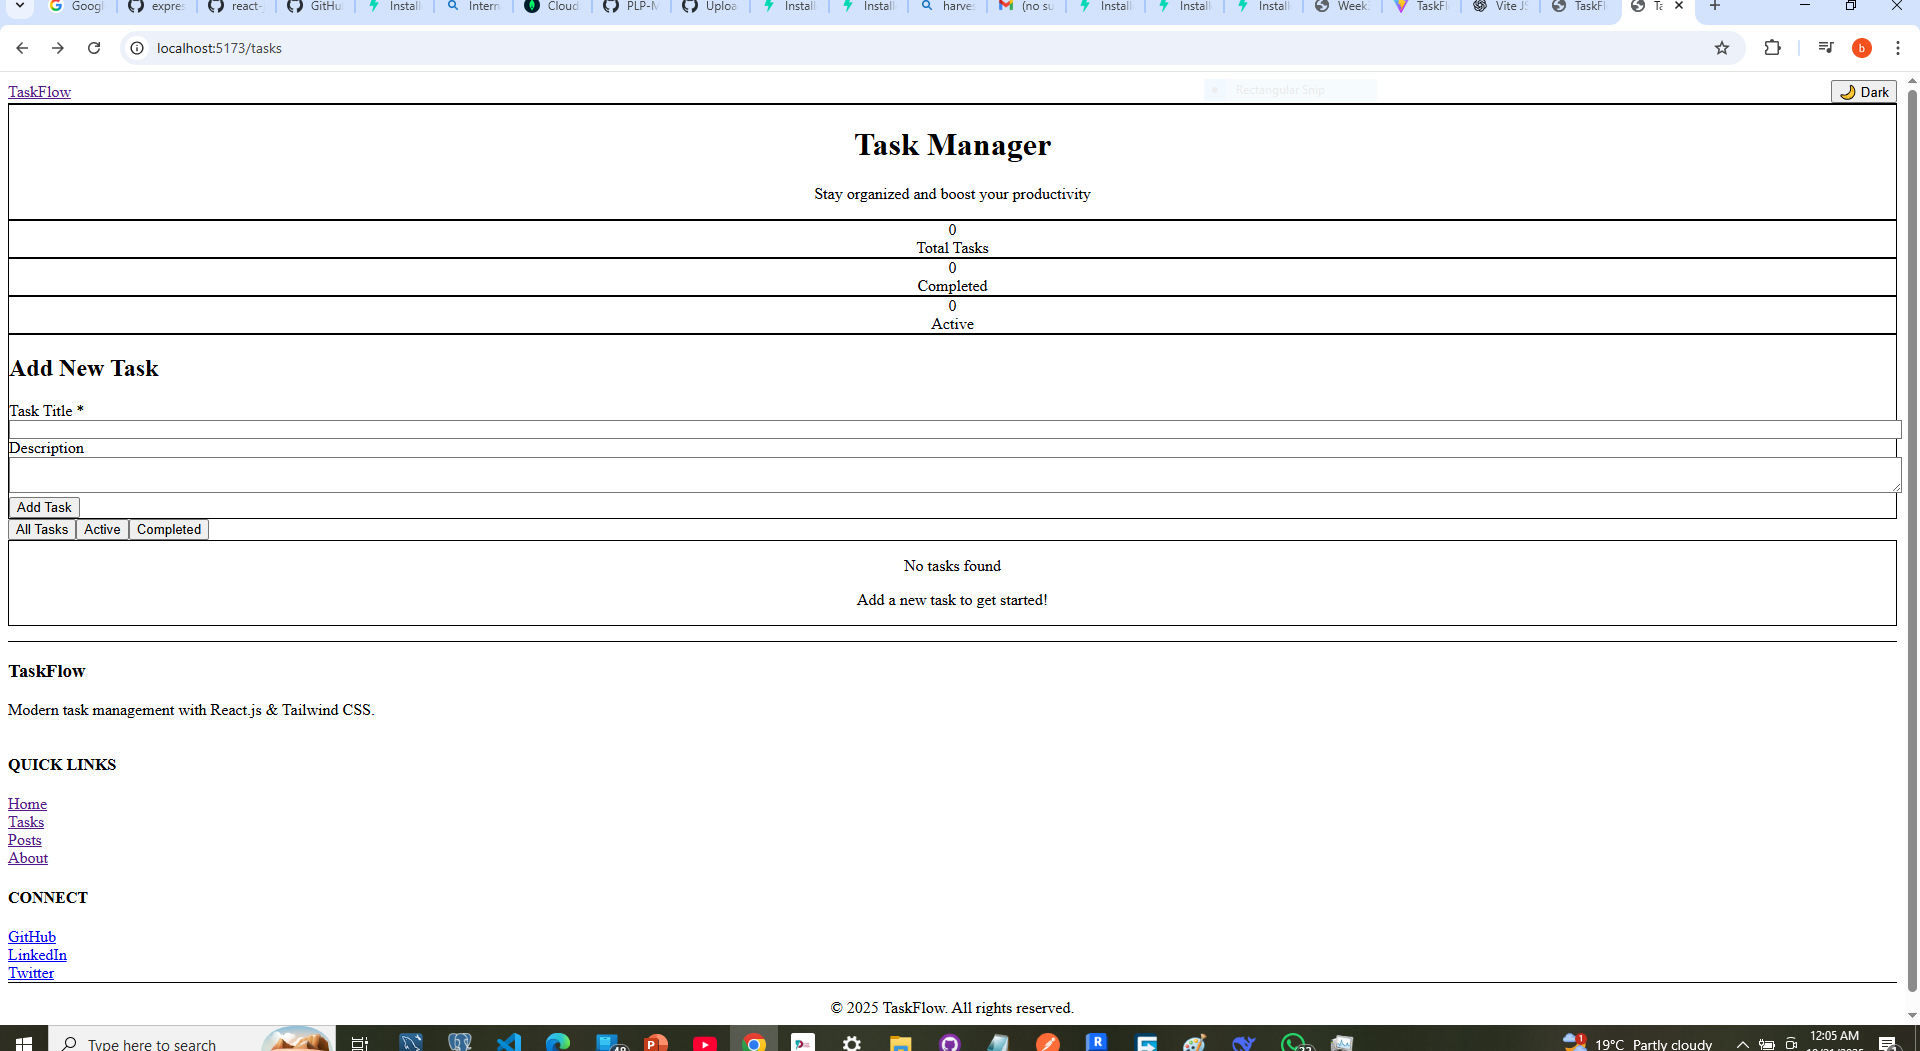 Googl
expres
react-
GitHu
Install
Intern
Cloud
PLP-M
Uploa
Install
Install
harves
(no su
Install
Install
Install
Week
TaskFl
Vite JS
TaskFl
Ta
localhost:5173/tasks
b
TaskFlow
Rectangular Snip
🌙 Dark
Task Manager
Stay organized and boost your productivity
0
Total Tasks
0
Completed
0
Active
Add New Task
Task Title *
Description
Add Task
All Tasks Active Completed
No tasks found
Add a new task to get started!
TaskFlow
Modern task management with React.js & Tailwind CSS.
QUICK LINKS
Home
Tasks
Posts
About
CONNECT
GitHub
LinkedIn
Twitter
© 2025 TaskFlow. All rights reserved.
Type here to search
19°C Partly cloudy
12:05 AM